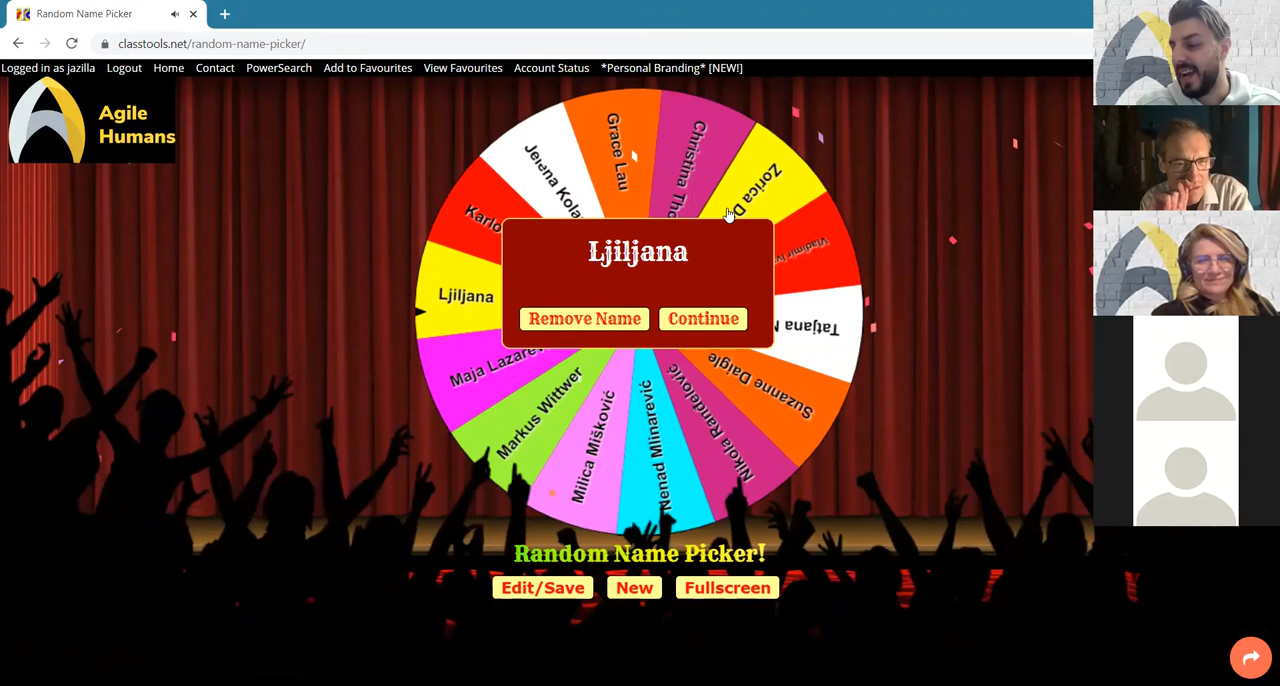 Random Name Picker
classtools.net/random-name-picker/
Logged in as jazilla Logout Home Contact PowerSearch Add to Favourites View Favourites Account Status *Personal Branding* [NEW!]
Agile
Humans
Grace Lau
Christina Tho
Zorica D
Vladimir
Tatjana
Suzanne Daigle
Nikola Ranđelović
Nenad Mlinarević
Milica Mišković
Markus Wittwer
Maja Lazarev
Ljiljana
Karlo
Jelena Kola
Ljiljana
Remove Name Continue
Random Name Picker!
Edit/Save New Fullscreen